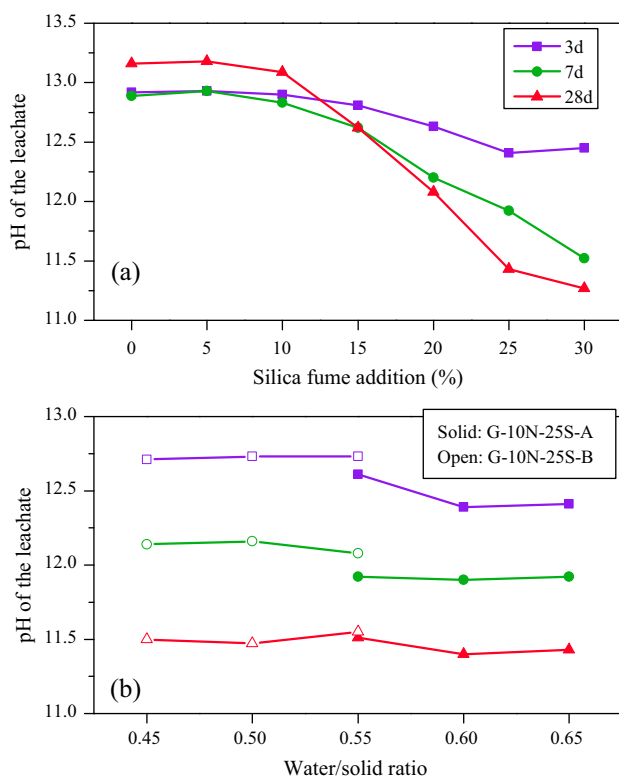 13.5
13.0
12.5
12.0
11.5
11.0
pH of the leachate
3d
7d
28d
(a)
0 5 10 15 20 25 30
Silica fume addition (%)
13.0
12.5
12.0
11.5
11.0
pH of the leachate
Solid: G-10N-25S-A
Open: G-10N-25S-B
(b)
0.45 0.50 0.55 0.60 0.65
Water/solid ratio